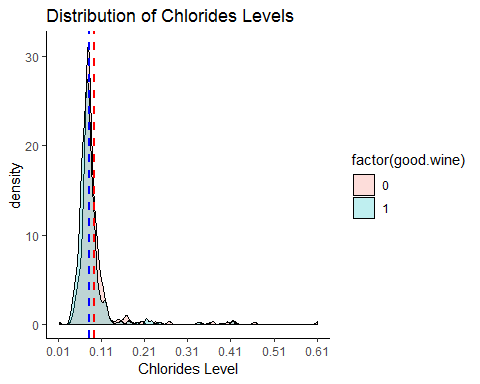 Distribution of Chlorides Levels
30
20
10
0
density
0.01 0.11 0.21 0.31 0.41 0.51 0.61
Chlorides Level
factor(good.wine)
0
1